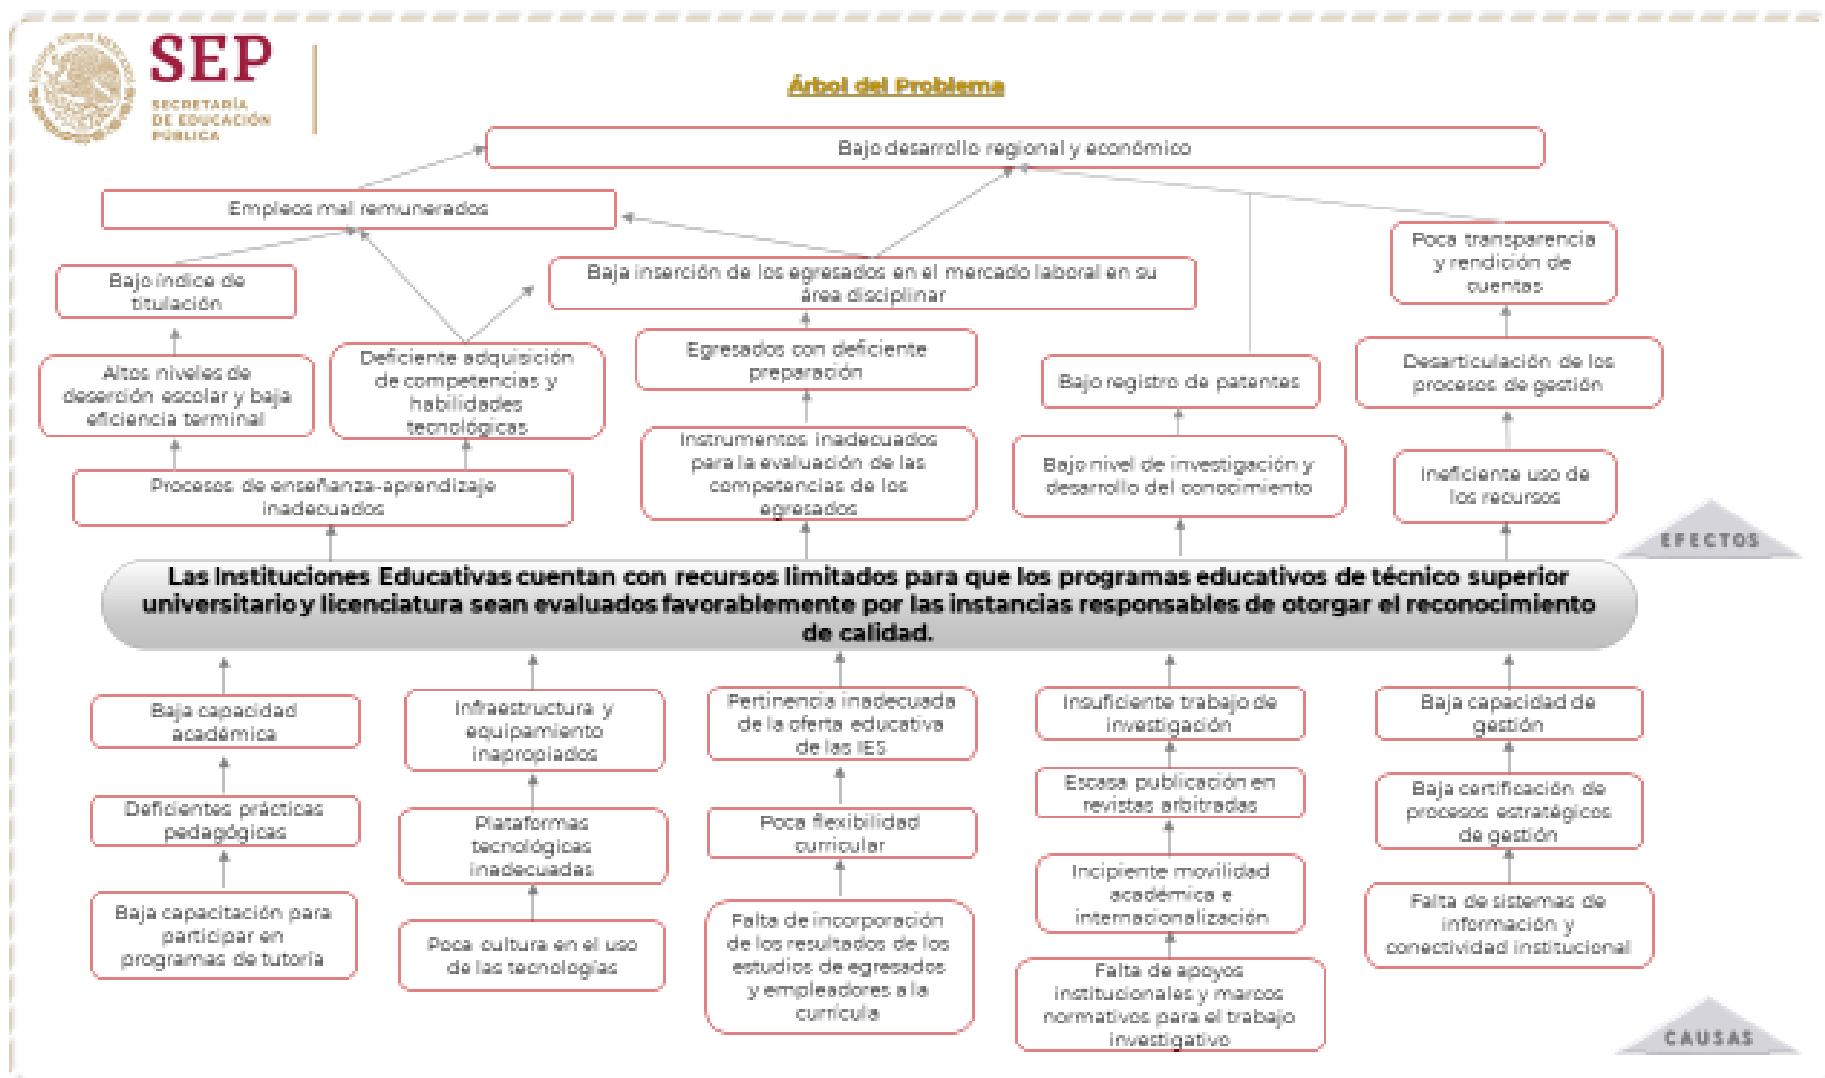 SEP
SECRETARÍA
DE EDUCACIÓN
PÚBLICA
Árbol del Problema
Bajo desarrollo regional y económico
Empleos mal remunerados
Poca transparencia
y rendición de
cuentas
Bajo índice de
titulación
Baja inserción de los egresados en el mercado laboral en su
área disciplinar
Altos niveles de
deserción escolar y baja
eficiencia terminal
Deficiente adquisición
de competencias y
habilidades
tecnológicas
Egresados con deficiente
preparación
Bajo registro de patentes
Desarticulación de los
procesos de gestión
Procesos de enseñanza-aprendizaje
inadecuados
Instrumentos inadecuados
para la evaluación de las
competencias de los
egresados
Bajo nivel de investigación y
desarrollo del conocimiento
Ineficiente uso de
los recursos
EFECTOS
Las Instituciones Educativas cuentan con recursos limitados para que los programas educativos de técnico superior
universitario y licenciatura sean evaluados favorablemente por las instancias responsables de otorgar el reconocimiento
de calidad.
Baja capacidad
académica
Infraestructura y
equipamiento
inapropiados
Pertinencia inadecuada
de la oferta educativa
de las IES
Insuficiente trabajo de
investigación
Baja capacidad de
gestión
Deficientes prácticas
pedagógicas
Plataformas
tecnológicas
inadecuadas
Poca flexibilidad
curricular
Escasa publicación en
revistas arbitradas
Baja certificación de
procesos estratégicos
de gestión
Baja capacitación para
participar en
programas de tutoría
Poca cultura en el uso
de las tecnologías
Falta de incorporación
de los resultados de los
estudios de egresados
y empleadores a la
currícula
Incipiente movilidad
académica e
internacionalización
Falta de sistemas de
información y
conectividad institucional
Falta de apoyos
institucionales y marcos
normativos para el trabajo
investigativo
CAUSAS